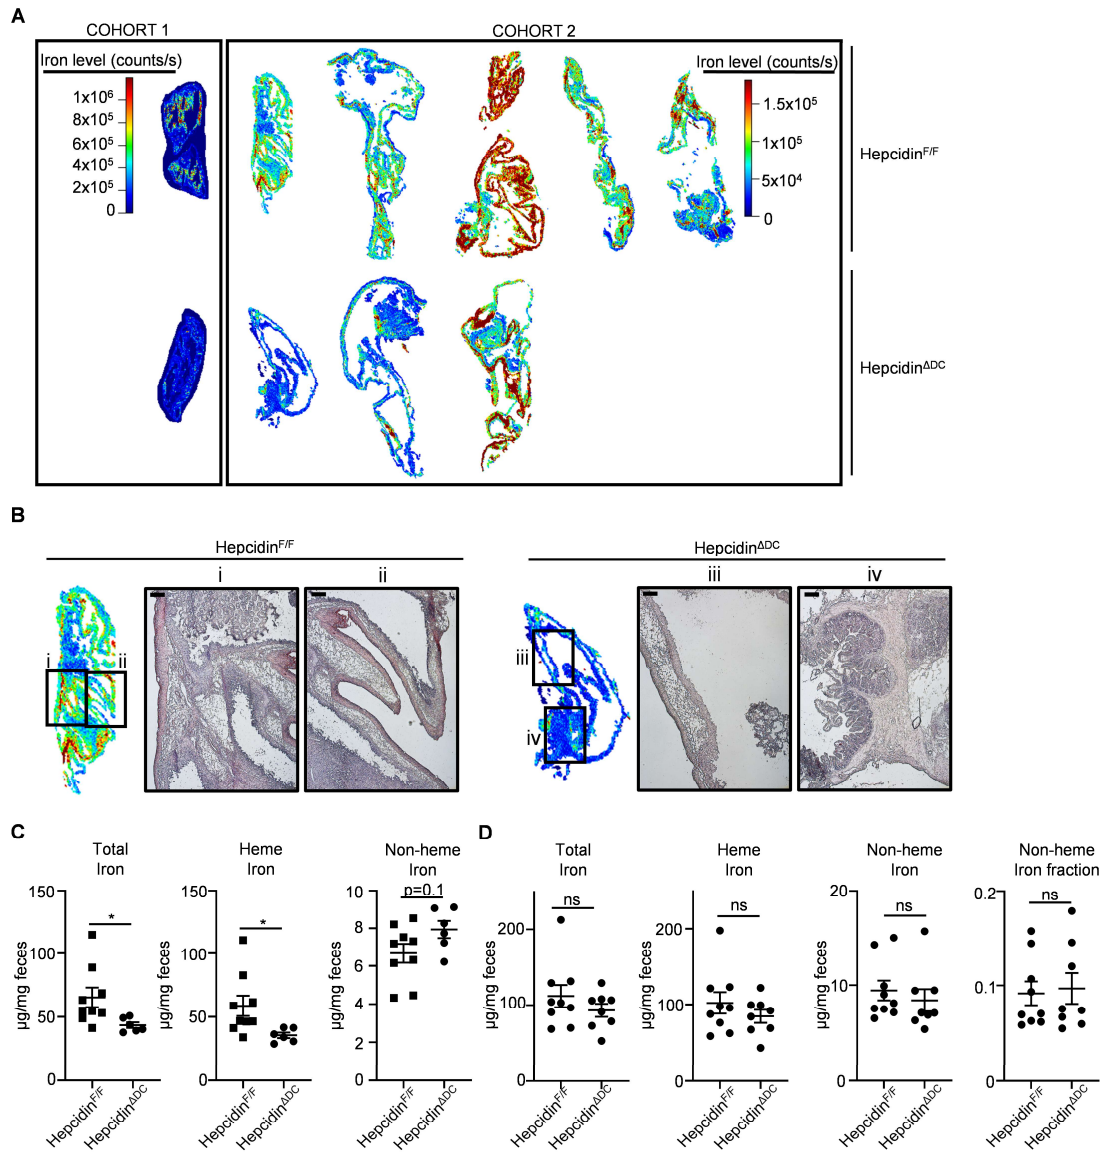 A
COHORT 1
COHORT 2
Iron level (counts/s)
1x10⁶
8x10⁵
6x10⁵
4x10⁵
2x10⁵
0
Iron level (counts/s)
1.5x10⁵
5x10⁴
0
Hepcidin^F/F
Hepcidin^ΔDC
B
Hepcidin^F/F
Hepcidin^ΔDC
i
ii
iii
iv
i
ii
iii
iv
C
D
Total
Iron
Heme
Iron
Non-heme
Iron
Total
Iron
Heme
Iron
Non-heme
Iron
Non-heme
Iron fraction
µg/mg feces
150
100
50
0
*
Hepcidin^F/F
Hepcidin^ΔDC
µg/mg feces
150
100
50
0
*
Hepcidin^F/F
Hepcidin^ΔDC
µg/mg feces
10
8
6
4
2
0
p=0.1
Hepcidin^F/F
Hepcidin^ΔDC
µg/mg feces
200
100
0
ns
Hepcidin^F/F
Hepcidin^ΔDC
µg/mg feces
200
100
0
ns
Hepcidin^F/F
Hepcidin^ΔDC
µg/mg feces
20
10
0
ns
Hepcidin^F/F
Hepcidin^ΔDC
µg/mg feces
0.2
0.1
0.0
ns
Hepcidin^F/F
Hepcidin^ΔDC